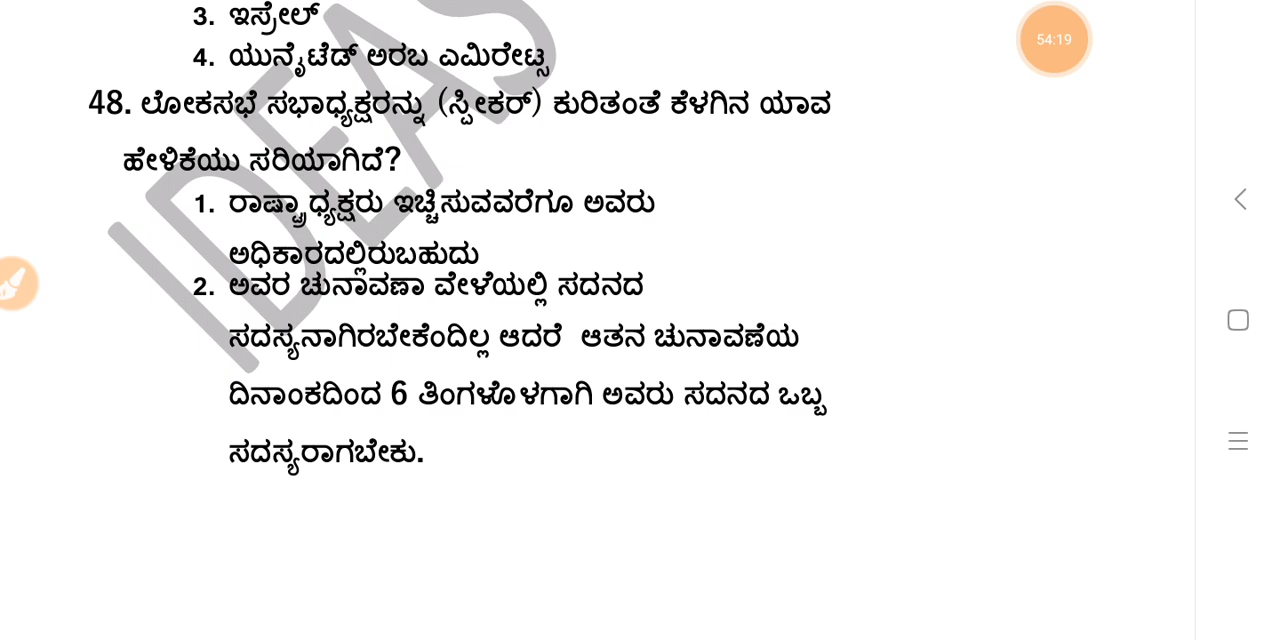 3. ಇಸ್ರೇಲ್
54:19
4. ಯುನೈಟೆಡ್ ಅರಬ ಎಮಿರೇಟ್ಸ
48. ಲೋಕಸಭೆ ಸಭಾಧ್ಯಕ್ಷರನ್ನು (ಸ್ಪೀಕರ್) ಕುರಿತಂತೆ ಕೆಳಗಿನ ಯಾವ
ಹೇಳಿಕೆಯು ಸರಿಯಾಗಿದೆ?
1. ರಾಷ್ಟ್ರಾಧ್ಯಕ್ಷರು ಇಚ್ಚಿಸುವವರೆಗೂ ಅವರು
ಅಧಿಕಾರದಲ್ಲಿರುಬಹುದು
2. ಅವರ ಚುನಾವಣಾ ವೇಳೆಯಲ್ಲಿ ಸದನದ
ಸದಸ್ಯನಾಗಿರಬೇಕೆಂದಿಲ್ಲ ಆದರೆ ಆತನ ಚುನಾವಣೆಯ
ದಿನಾಂಕದಿಂದ 6 ತಿಂಗಳೊಳಗಾಗಿ ಅವರು ಸದನದ ಒಬ್ಬ
ಸದಸ್ಯರಾಗಬೇಕು.
IDEAS